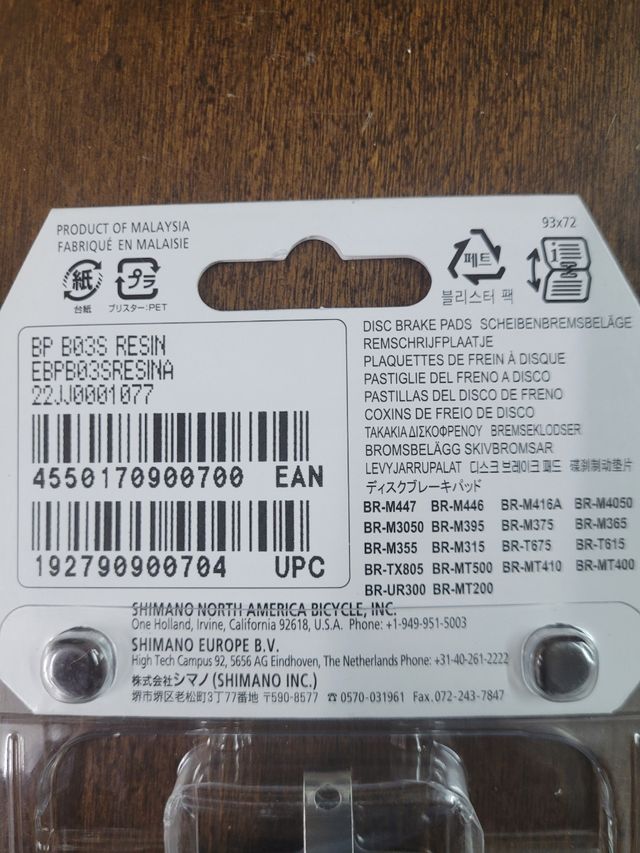 PRODUCT OF MALAYSIA
FABRIQUÉ EN MALAISIE
93x72
紙
台紙
プラ
ブリスター:PET
페트
블리스터 팩
BP B03S RESIN
EBPB03SRESINA
22JJ0001077
4550170900700 EAN
192790900704 UPC
DISC BRAKE PADS SCHEIBENBREMSBELÄGE
REMSCHRIJFPLAATJE
PLAQUETTES DE FREIN À DISQUE
PASTIGLIE DEL FRENO A DISCO
PASTILLAS DEL DISCO DE FRENO
COXINS DE FREIO DE DISCO
ΤΑΚΑΚΙΑ ΔΙΣΚΟΦΡΕΝΟΥ BREMSEKLODSER
BROMSBELÄGG SKIVBROMSAR
LEVYJARRUPALAT 디스크 브레이크 패드 碟刹制动垫片
ディスクブレーキパッド
BR-M447 BR-M446 BR-M416A BR-M4050
BR-M3050 BR-M395 BR-M375 BR-M365
BR-M355 BR-M315 BR-T675 BR-T615
BR-TX805 BR-MT500 BR-MT410 BR-MT400
BR-UR300 BR-MT200
SHIMANO NORTH AMERICA BICYCLE, INC.
One Holland, Irvine, California 92618, U.S.A. Phone: +1-949-951-5003
SHIMANO EUROPE B.V.
High Tech Campus 92, 5656 AG Eindhoven, The Netherlands Phone: +31-40-261-2222
株式会社シマノ (SHIMANO INC.)
堺市堺区老松町3丁77番地 〒590-8577 ☎ 0570-031961 Fax.072-243-7847